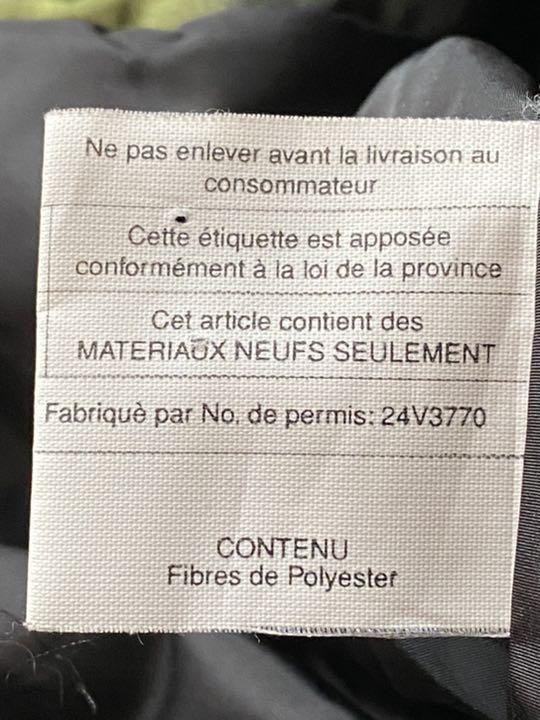 Ne pas enlever avant la livraison au
consommateur
Cette étiquette est apposée
conformément à la loi de la province
Cet article contient des
MATERIAUX NEUFS SEULEMENT
Fabriquè par No. de permis: 24V3770
CONTENU
Fibres de Polyester